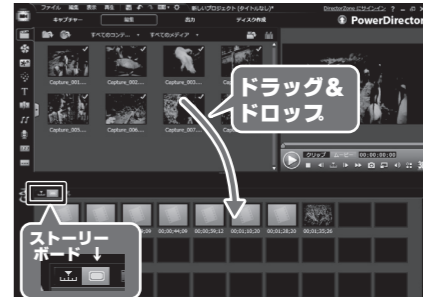 ファイル 編集 表示 再生
新しいプロジェクト (タイトルなし)*
DirectorZone にサインイン
キャプチャー 編集 出力 ディスク作成
PowerDirector
すべてのコンテ... すべてのメディア
Capture_001.... Capture_002....
Capture_005.... Capture_006.... Capture_007....
ドラッグ&
ドロップ
クリップ ムービー 00:00:00:00
ストーリー
ボード ↓
00;00;44;09 00;00;59;12 00;01;10;20 00;01;28;20 00;01;35;26